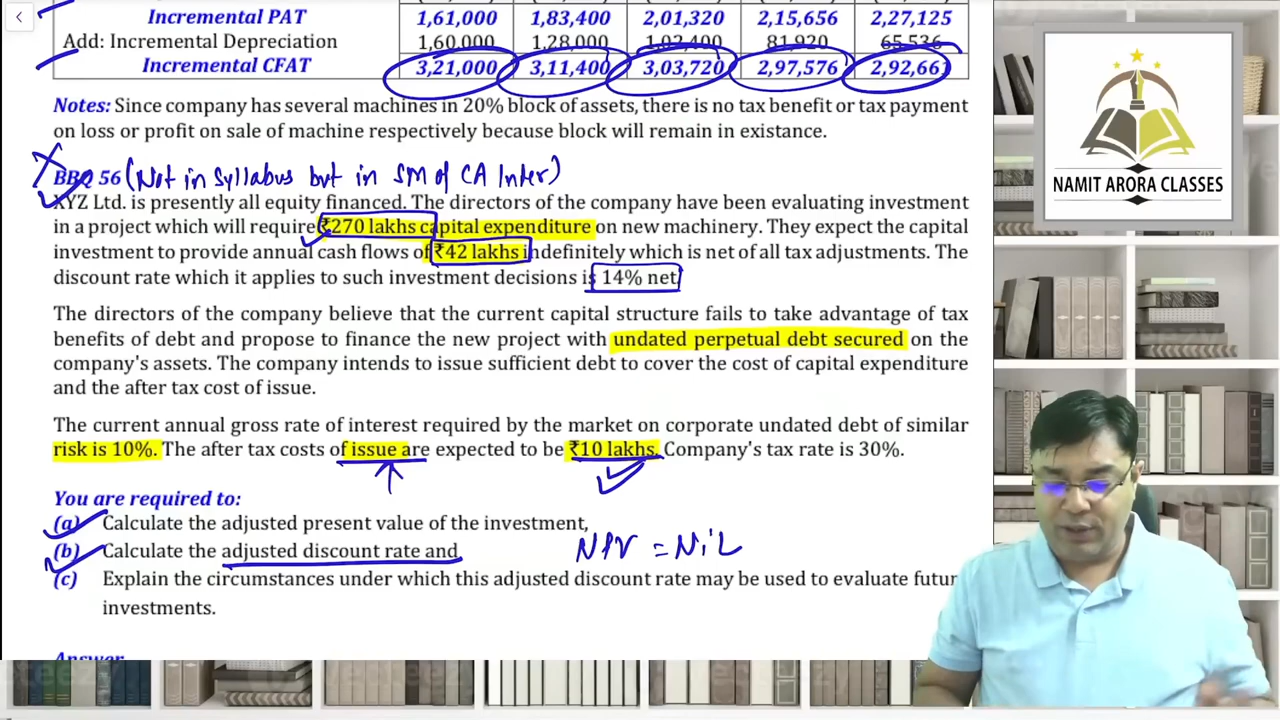 Incremental PAT 1,61,000 1,83,400 2,01,320 2,15,656 2,27,125
Add: Incremental Depreciation 1,60,000 1,28,000 1,02,400 81,920 65,536
Incremental CFAT 3,21,000 3,11,400 3,03,720 2,97,576 2,92,661
Notes: Since company has several machines in 20% block of assets, there is no tax benefit or tax payment
on loss or profit on sale of machine respectively because block will remain in existance.
BBQ 56 (Not in Syllabus but in SM of CA Inter)
XYZ Ltd. is presently all equity financed. The directors of the company have been evaluating investment
in a project which will require ₹270 lakhs capital expenditure on new machinery. They expect the capital
investment to provide annual cash flows of ₹42 lakhs indefinitely which is net of all tax adjustments. The
discount rate which it applies to such investment decisions is 14% net.
The directors of the company believe that the current capital structure fails to take advantage of tax
benefits of debt and propose to finance the new project with undated perpetual debt secured on the
company's assets. The company intends to issue sufficient debt to cover the cost of capital expenditure
and the after tax cost of issue.
The current annual gross rate of interest required by the market on corporate undated debt of similar
risk is 10%. The after tax costs of issue are expected to be ₹10 lakhs. Company's tax rate is 30%.
You are required to:
(a) Calculate the adjusted present value of the investment,
(b) Calculate the adjusted discount rate and
NPV = NiL
(c) Explain the circumstances under which this adjusted discount rate may be used to evaluate futur
investments.
NAMIT ARORA CLASSES